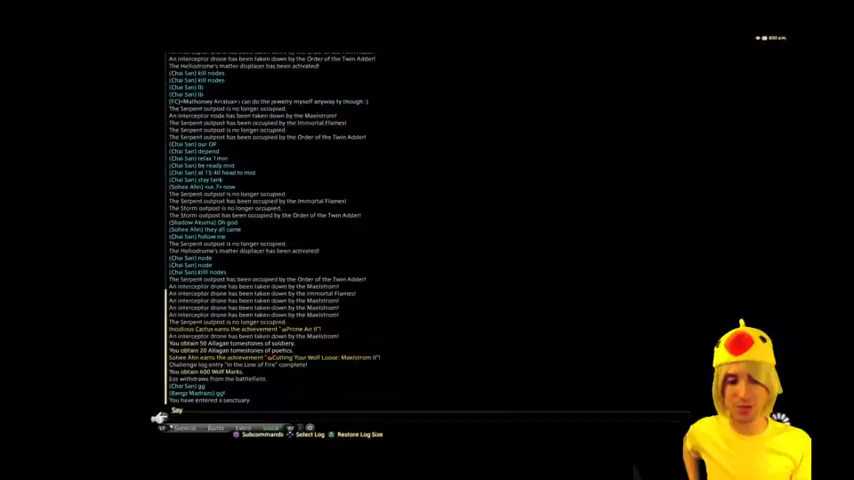 An interceptor drone has been taken down by the Order of the Twin Adder!
The Heliodrome's matter displacer has been activated!
(Chai San) kill nodes
(Chai San) kill nodes
(Chai San) lb
(Chai San) lb
[FC]<Mathonwy Arrabia> i can do the jewelry myself anyway ty though :)
The Serpent outpost is no longer occupied.
An interceptor node has been taken down by the Maelstrom!
The Serpent outpost has been occupied by the Immortal Flames!
The Serpent outpost is no longer occupied.
The Serpent outpost has been occupied by the Order of the Twin Adder!
(Chai San) our OP
(Chai San) depend
(Chai San) relax 1min
(Chai San) be ready mid
(Chai San) at 15:40 head to mid
(Chai San) stay tank
(Sohee Ahn) <se.7> now
The Serpent outpost is no longer occupied.
The Serpent outpost has been occupied by the Immortal Flames!
The Storm outpost is no longer occupied.
The Storm outpost has been occupied by the Order of the Twin Adder!
(Shadow Akuma) Oh god
(Sohee Ahn) they all came
(Chai San) follow me
The Serpent outpost is no longer occupied.
The Heliodrome's matter displacer has been activated!
(Chai San) node
(Chai San) node
(Chai San) killl nodes
The Serpent outpost has been occupied by the Order of the Twin Adder!
An interceptor drone has been taken down by the Maelstrom!
An interceptor drone has been taken down by the Immortal Flames!
An interceptor drone has been taken down by the Maelstrom!
An interceptor drone has been taken down by the Maelstrom!
An interceptor drone has been taken down by the Maelstrom!
The Serpent outpost is no longer occupied.
Incidious Cactus earns the achievement "Prime Air II"!
An interceptor drone has been taken down by the Maelstrom!
You obtain 50 Allagan tomestones of soldiery.
You obtain 20 Allagan tomestones of poetics.
Sohee Ahn earns the achievement "Cutting Your Wolf Loose: Maelstrom II"!
Challenge log entry "In the Line of Fire" complete!
You obtain 600 Wolf Marks.
Eos withdraws from the battlefield.
(Chai San) gg
(Bangz Madrazo) gg!
You have entered a sanctuary.
Say
General Battle Event Social
Subcommands Select Log Restore Log Size